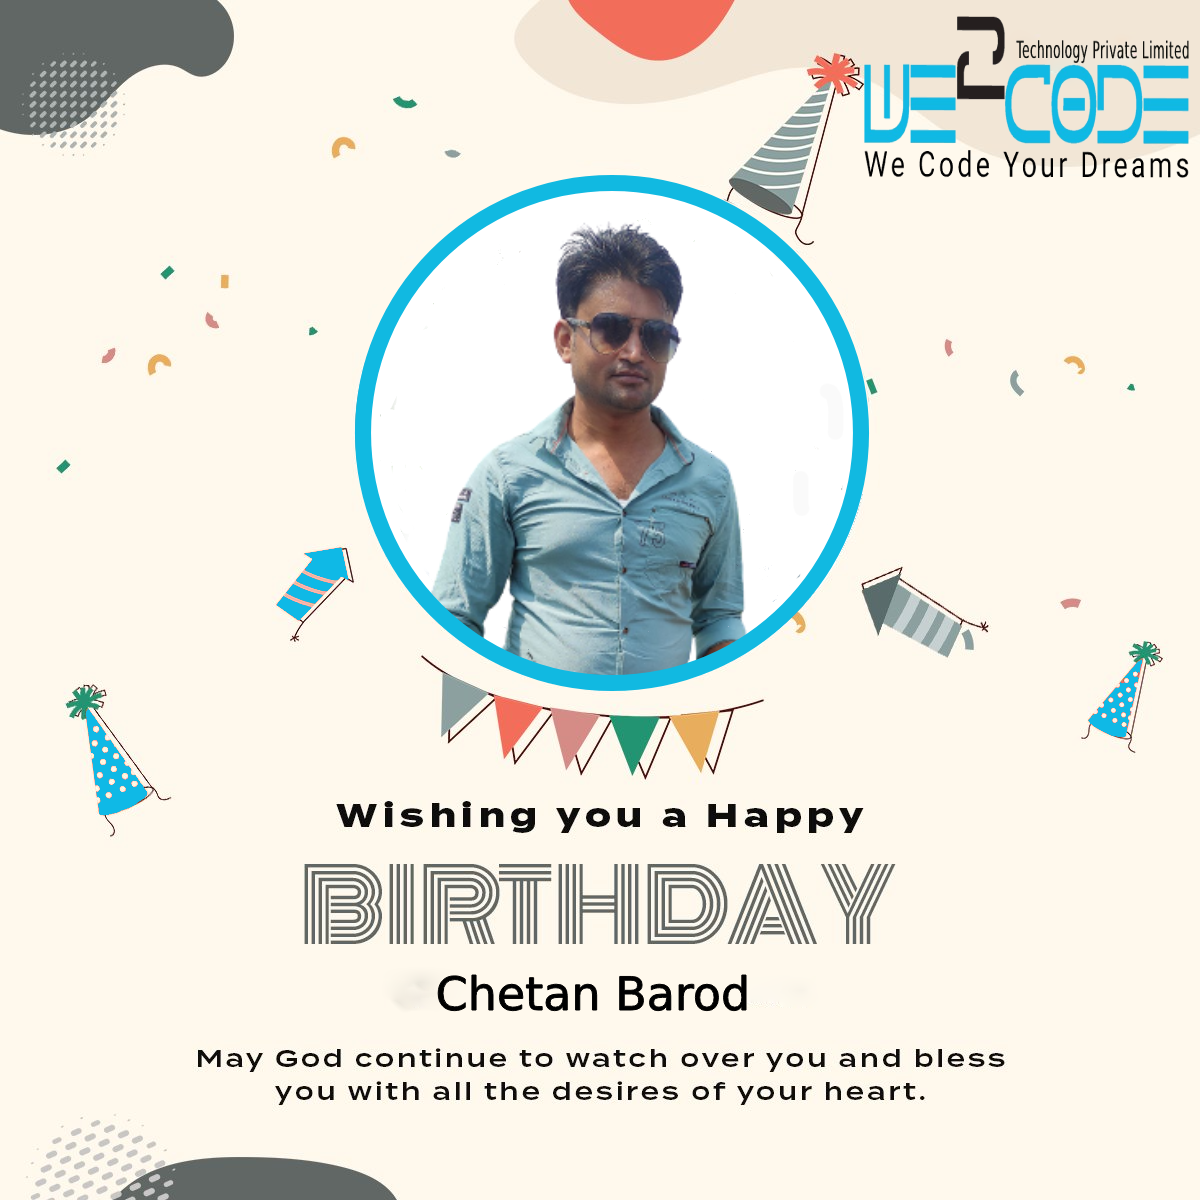 Technology Private Limited
WE2CODE
We Code Your Dreams
75
Wishing you a Happy
BIRTHDAY
Chetan Barod
May God continue to watch over you and bless
you with all the desires of your heart.